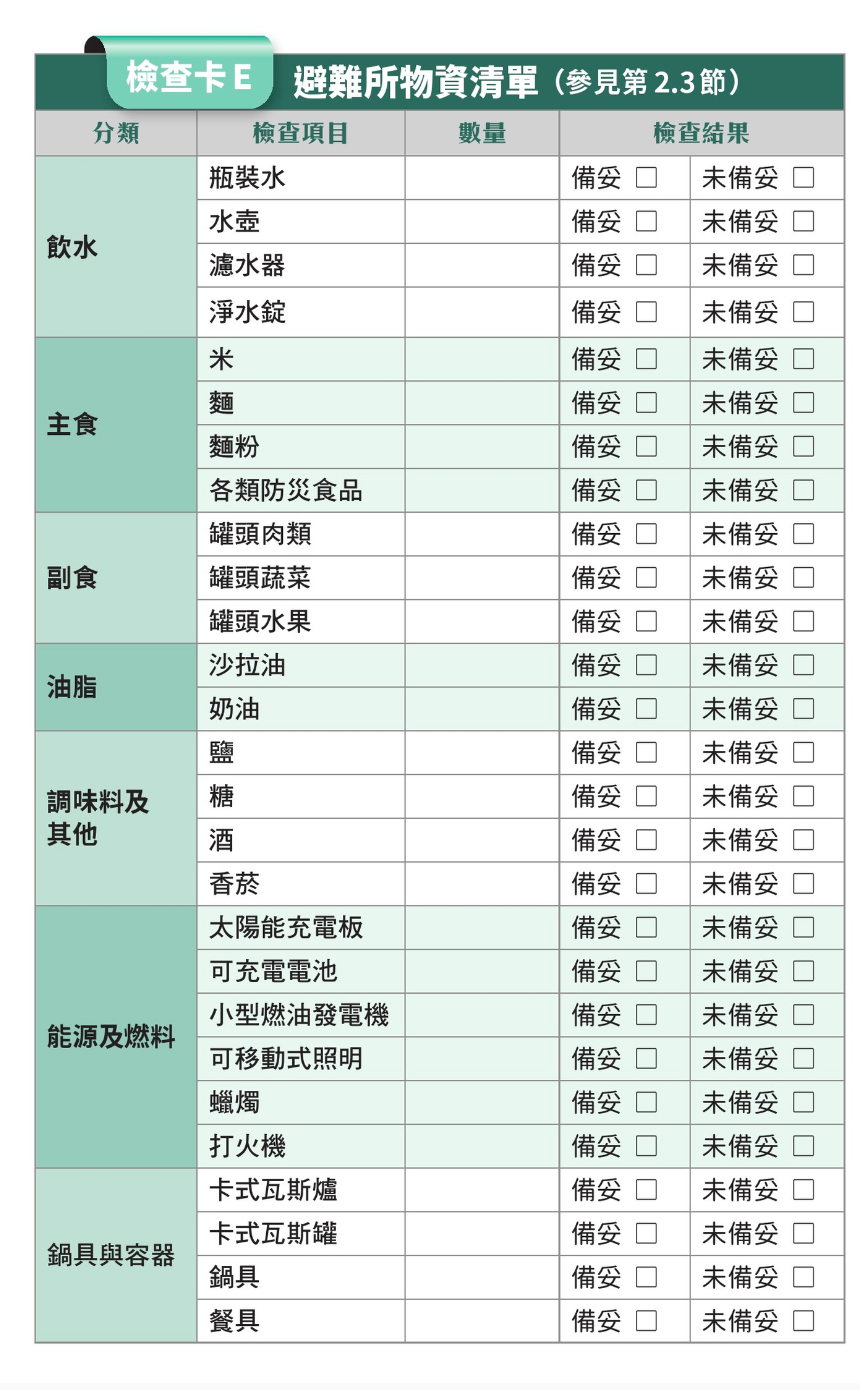 檢查卡 E 避難所物資清單（參見第 2.3 節）
分類 檢查項目 數量 檢查結果
飲水
瓶裝水 備妥 □ 未備妥 □
水壺 備妥 □ 未備妥 □
濾水器 備妥 □ 未備妥 □
淨水錠 備妥 □ 未備妥 □
主食
米 備妥 □ 未備妥 □
麵 備妥 □ 未備妥 □
麵粉 備妥 □ 未備妥 □
各類防災食品 備妥 □ 未備妥 □
副食
罐頭肉類 備妥 □ 未備妥 □
罐頭蔬菜 備妥 □ 未備妥 □
罐頭水果 備妥 □ 未備妥 □
油脂
沙拉油 備妥 □ 未備妥 □
奶油 備妥 □ 未備妥 □
調味料及
其他
鹽 備妥 □ 未備妥 □
糖 備妥 □ 未備妥 □
酒 備妥 □ 未備妥 □
香菸 備妥 □ 未備妥 □
能源及燃料
太陽能充電板 備妥 □ 未備妥 □
可充電電池 備妥 □ 未備妥 □
小型燃油發電機 備妥 □ 未備妥 □
可移動式照明 備妥 □ 未備妥 □
蠟燭 備妥 □ 未備妥 □
打火機 備妥 □ 未備妥 □
鍋具與容器
卡式瓦斯爐 備妥 □ 未備妥 □
卡式瓦斯罐 備妥 □ 未備妥 □
鍋具 備妥 □ 未備妥 □
餐具 備妥 □ 未備妥 □